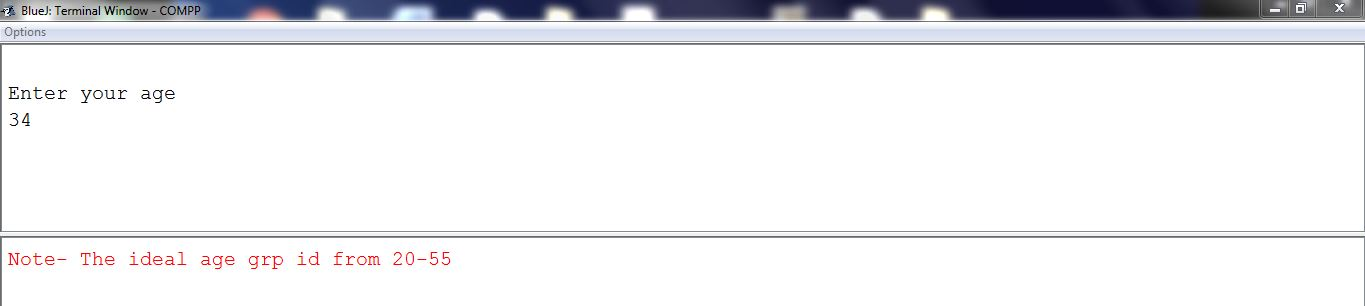 BlueJ: Terminal Window - COMPP
Options
Enter your age
34
Note- The ideal age grp id from 20-55